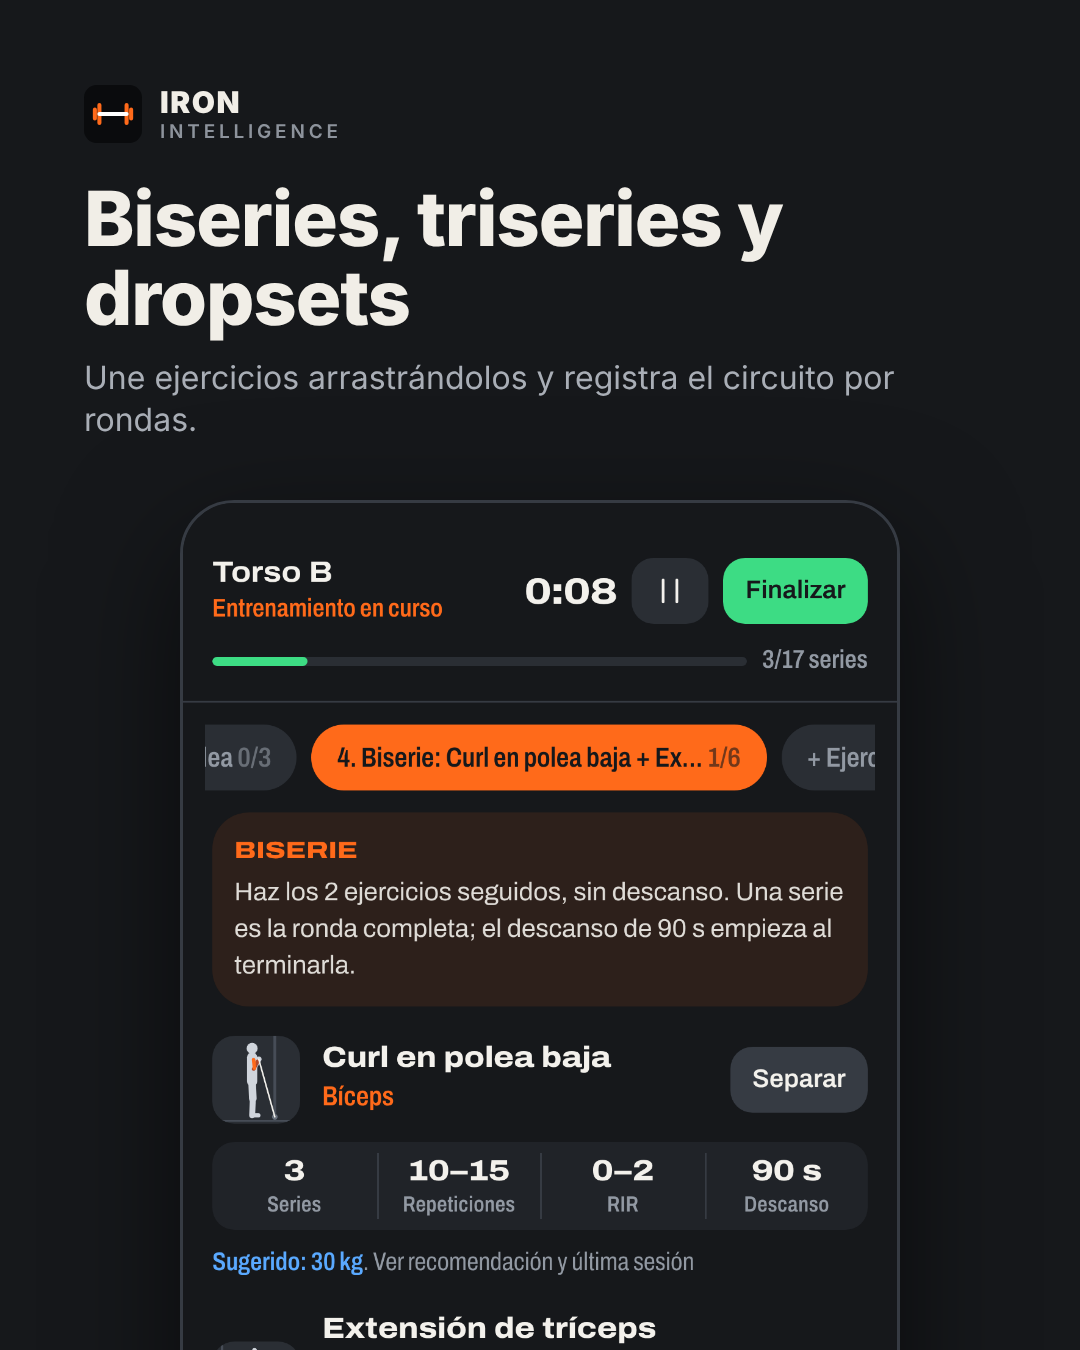 IRON
INTELLIGENCE
Biseries, triseries y
dropsets
Une ejercicios arrastrándolos y registra el circuito por
rondas.
Torso B
Entrenamiento en curso
0:08
Finalizar
3/17 series
lea 0/3
4. Biserie: Curl en polea baja + Ex... 1/6
+ Ejerc
BISERIE
Haz los 2 ejercicios seguidos, sin descanso. Una serie
es la ronda completa; el descanso de 90 s empieza al
terminarla.
Curl en polea baja
Bíceps
Separar
3
Series
10–15
Repeticiones
0–2
RIR
90 s
Descanso
Sugerido: 30 kg. Ver recomendación y última sesión
Extensión de tríceps